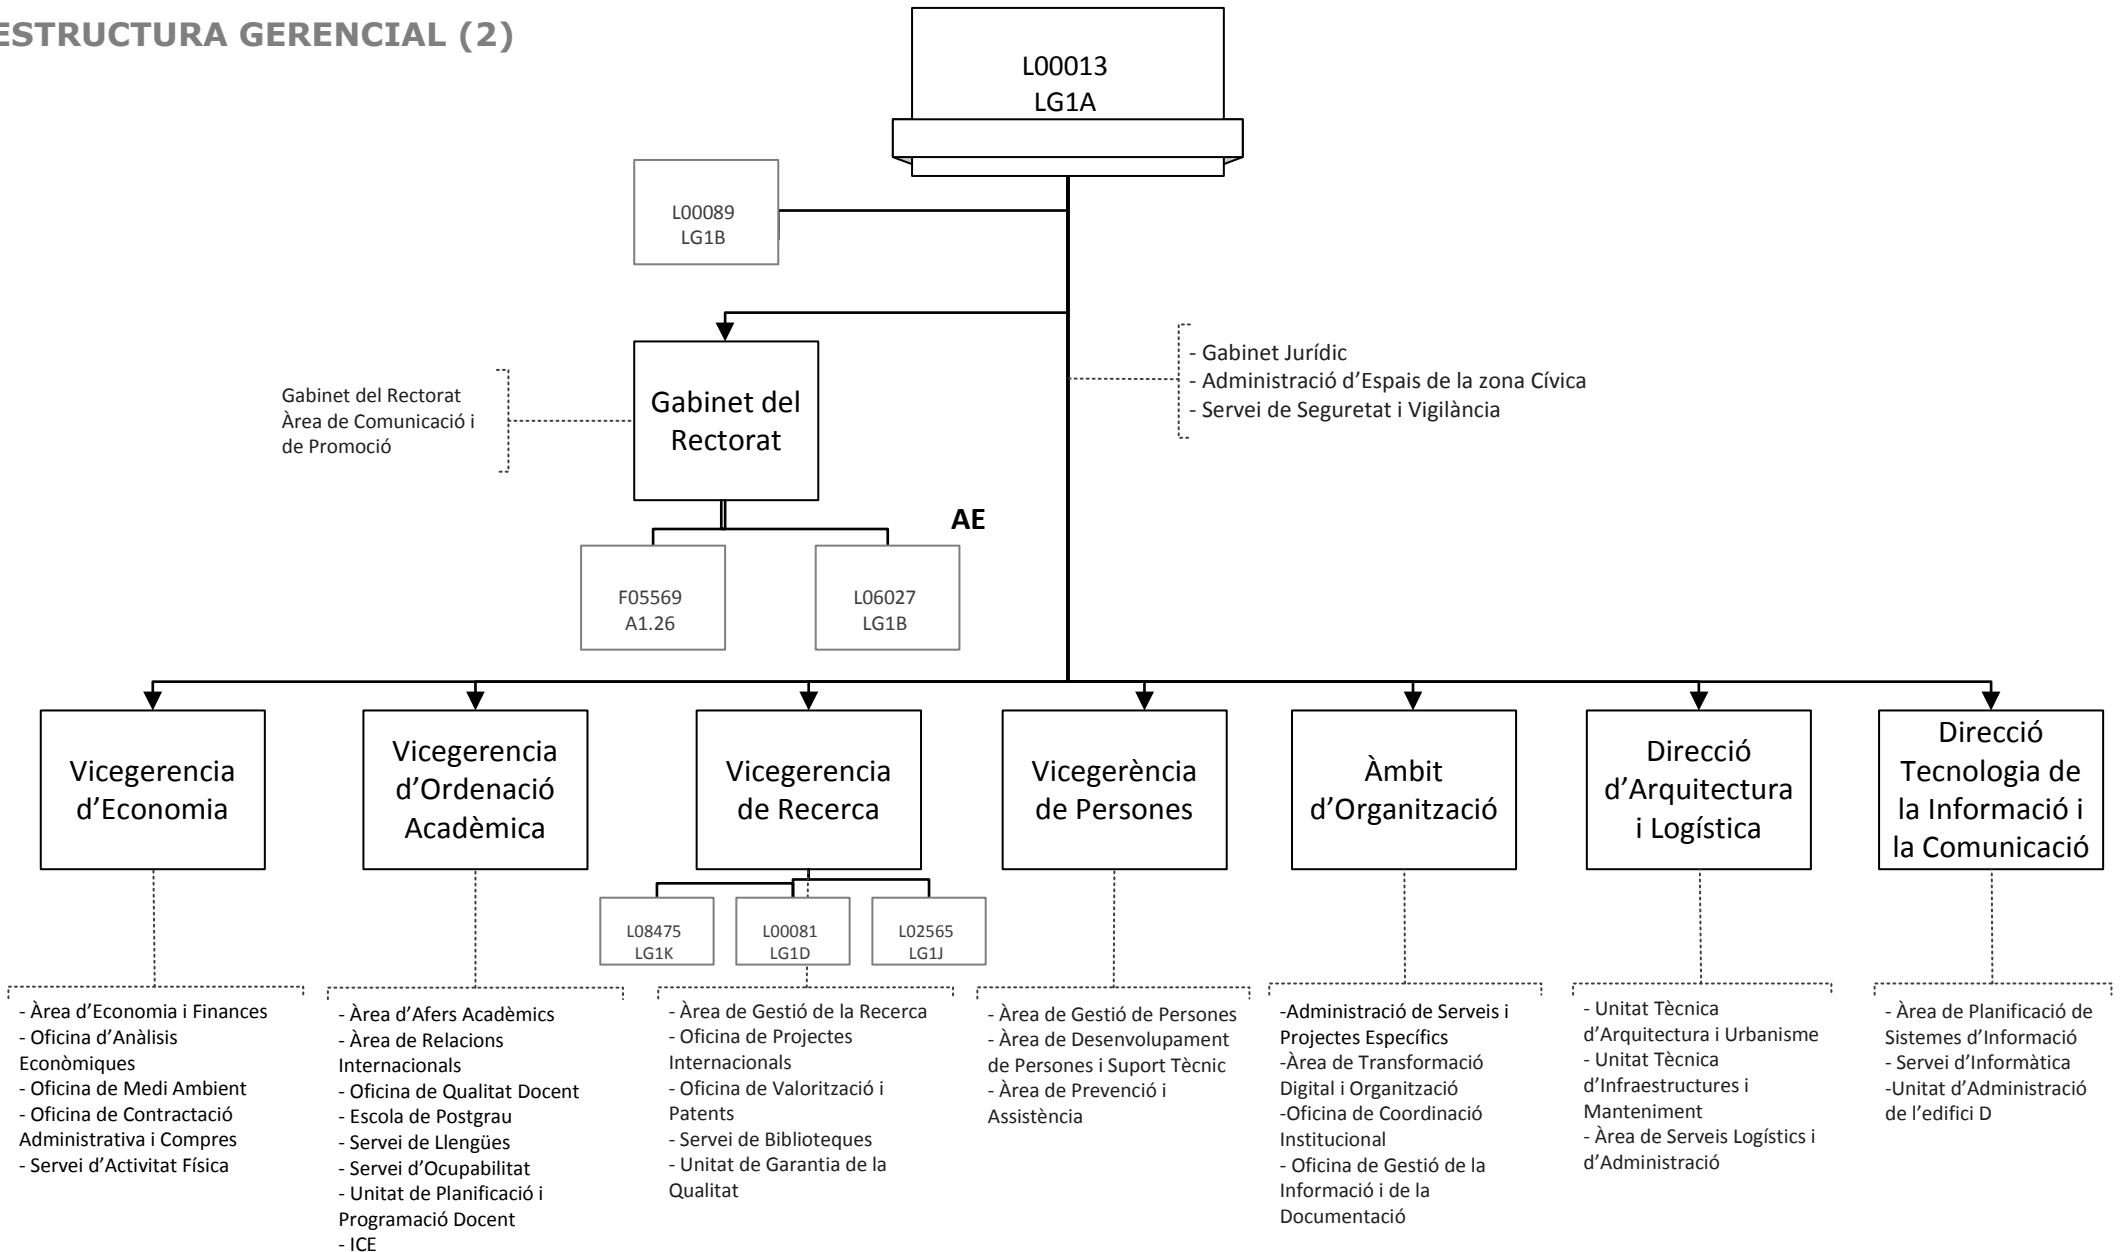 ESTRUCTURA GERENCIAL (2)
L00013
LG1A
L00089
LG1B
Gabinet del Rectorat
Àrea de Comunicació i
de Promoció
Gabinet del
Rectorat
- Gabinet Jurídic
- Administració d’Espais de la zona Cívica
- Servei de Seguretat i Vigilància
AE
F05569
A1.26
L06027
LG1B
Vicegerencia
d’Economia
Vicegerencia
d’Ordenació
Acadèmica
Vicegerencia
de Recerca
Vicegerència
de Persones
Àmbit
d’Organització
Direcció
d’Arquitectura
i Logística
Direcció
Tecnologia de
la Informació i
la Comunicació
L08475
LG1K
L00081
LG1D
L02565
LG1J
- Àrea d’Economia i Finances
- Oficina d’Anàlisis
Econòmiques
- Oficina de Medi Ambient
- Oficina de Contractació
Administrativa i Compres
- Servei d’Activitat Física
- Àrea d’Afers Acadèmics
- Àrea de Relacions
Internacionals
- Oficina de Qualitat Docent
- Escola de Postgrau
- Servei de Llengües
- Servei d’Ocupabilitat
- Unitat de Planificació i
Programació Docent
- ICE
- Àrea de Gestió de la Recerca
- Oficina de Projectes
Internacionals
- Oficina de Valorització i
Patents
- Servei de Biblioteques
- Unitat de Garantia de la
Qualitat
- Àrea de Gestió de Persones
- Àrea de Desenvolupament
de Persones i Suport Tècnic
- Àrea de Prevenció i
Assistència
-Administració de Serveis i
Projectes Específics
-Àrea de Transformació
Digital i Organització
-Oficina de Coordinació
Institucional
- Oficina de Gestió de la
Informació i de la
Documentació
- Unitat Tècnica
d’Arquitectura i Urbanisme
- Unitat Tècnica
d’Infraestructures i
Manteniment
- Àrea de Serveis Logístics i
d’Administració
- Àrea de Planificació de
Sistemes d’Informació
- Servei d’Informàtica
-Unitat d’Administració
de l’edifici D